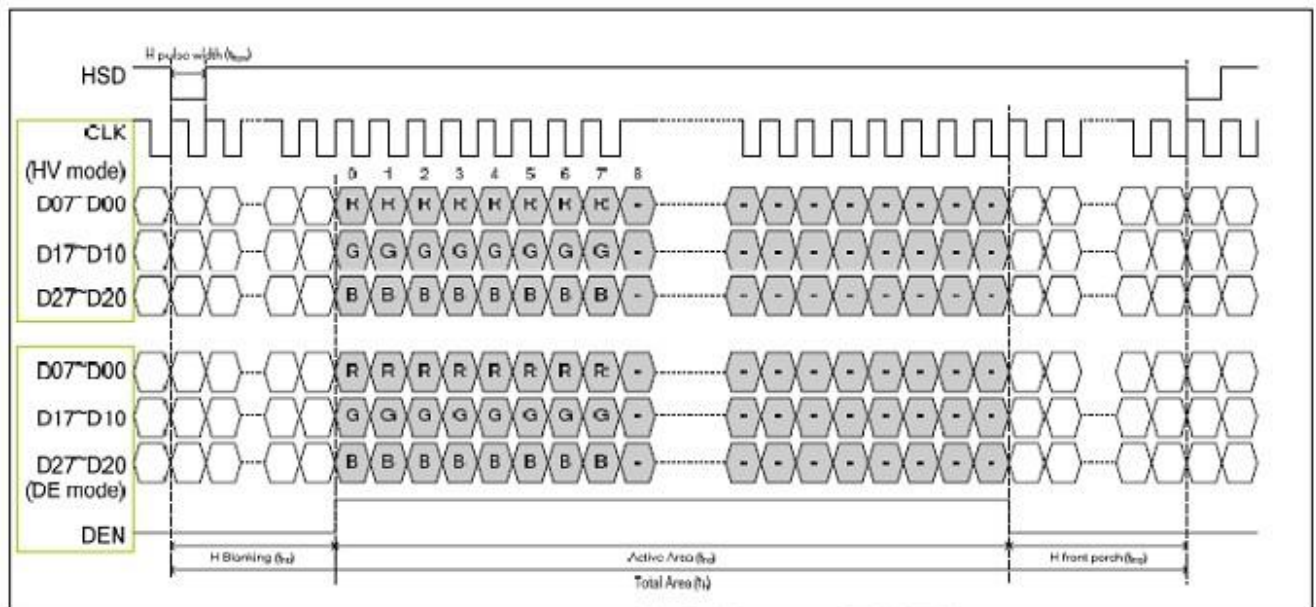 H pulse width (thpw)
HSD
CLK
(HV mode)
0 1 2 3 4 5 6 7 8
D07~D00 R R R R R R R R - - - - - - - - -
D17~D10 G G G G G G G G - - - - - - - - -
D27~D20 B B B B B B B B - - - - - - - - -
D07~D00 R R R R R R R R - - - - - - - - -
D17~D10 G G G G G G G G - - - - - - - - -
D27~D20 B B B B B B B B - - - - - - - - -
(DE mode)
DEN
H Blanking Active Area H front porch
Total Area